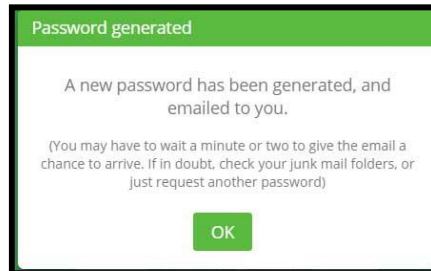 Password generated
A new password has been generated, and
emailed to you.
(You may have to wait a minute or two to give the email a
chance to arrive. If in doubt, check your junk mail folders, or
just request another password)
OK